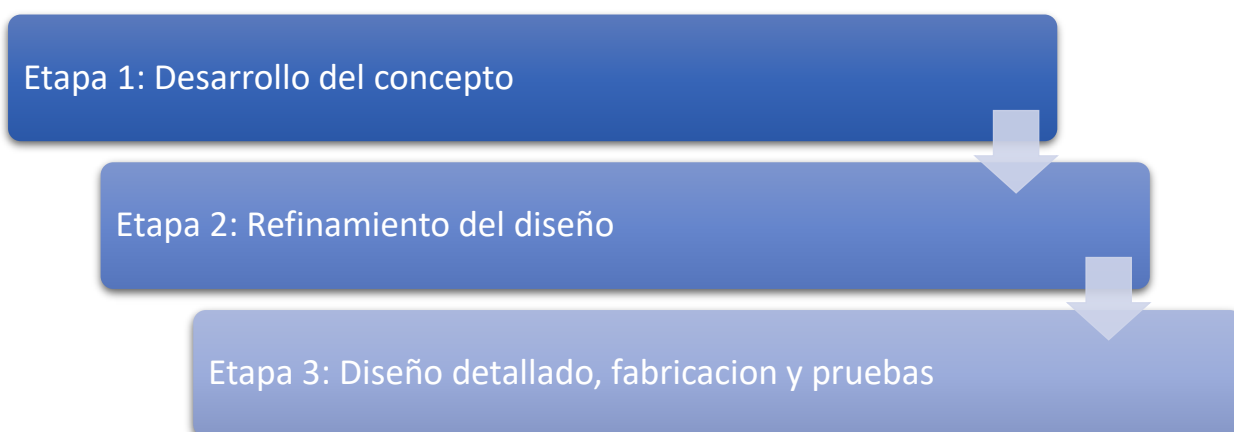 Etapa 1: Desarrollo del concepto
Etapa 2: Refinamiento del diseño
Etapa 3: Diseño detallado, fabricacion y pruebas